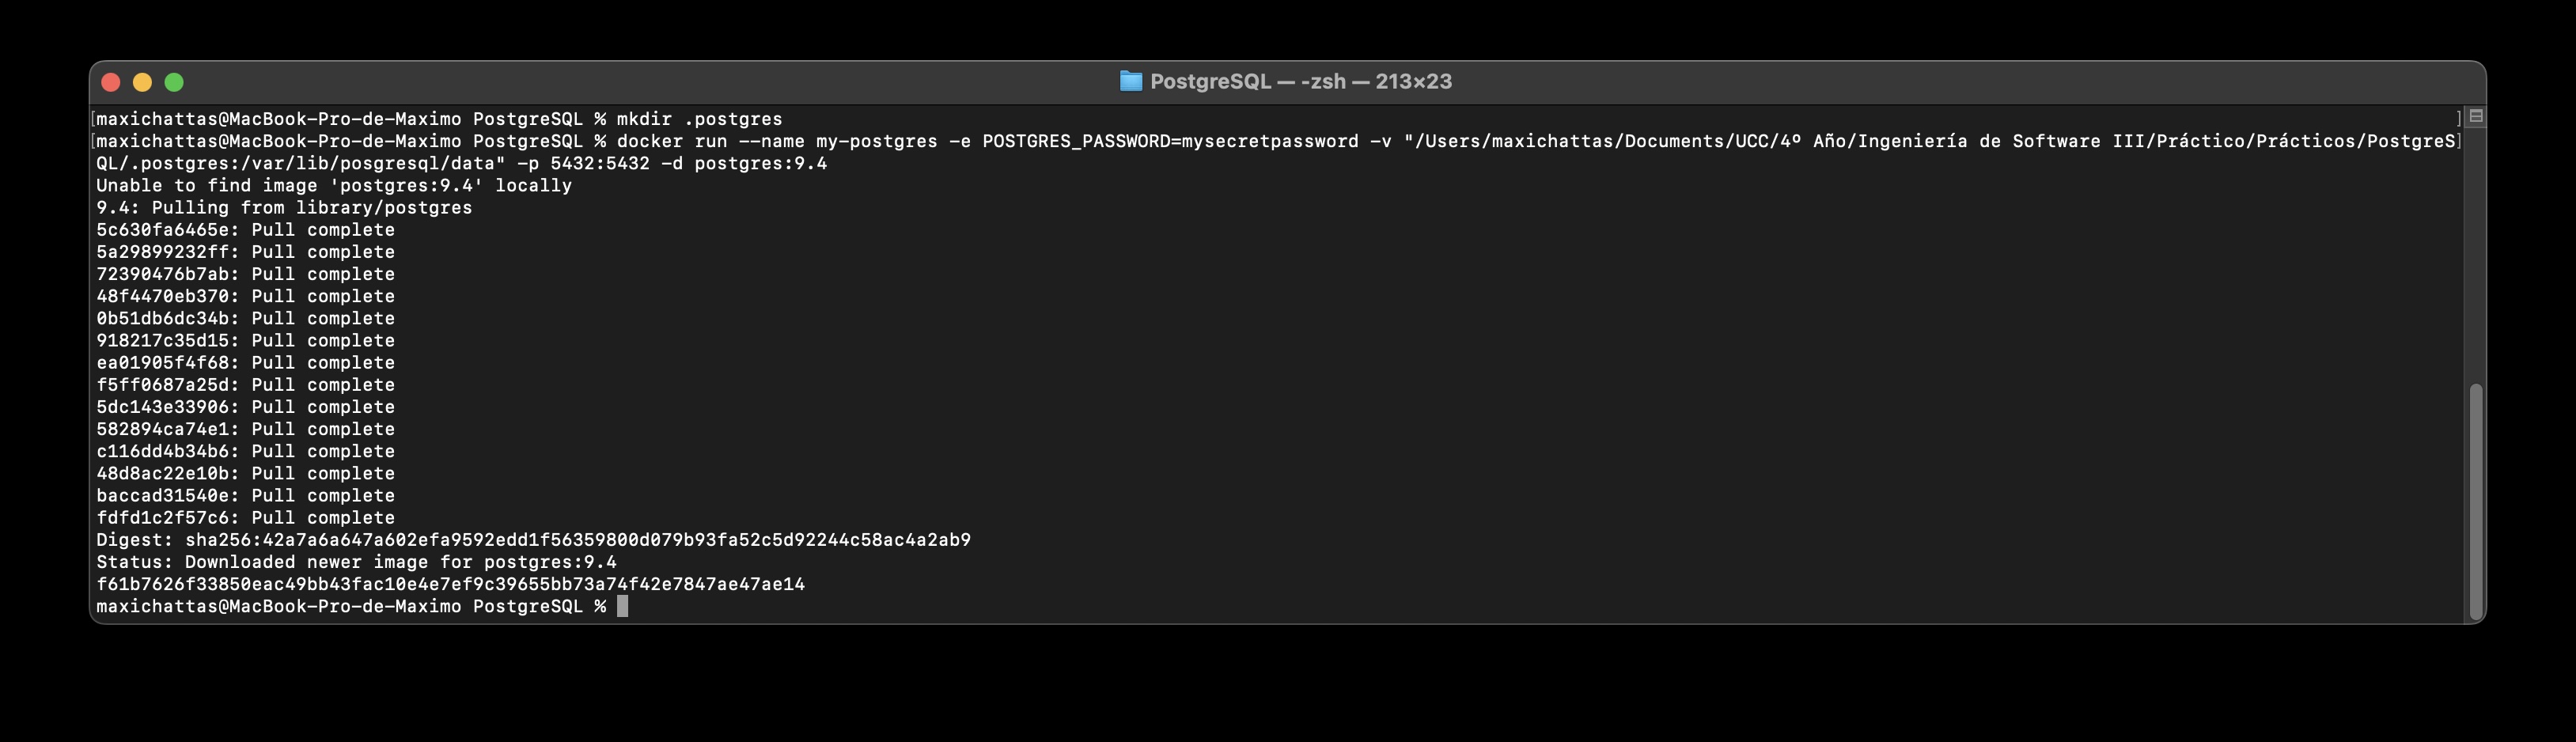 PostgreSQL — -zsh — 213×23
[maxichattas@MacBook-Pro-de-Maximo PostgreSQL % mkdir .postgres ]
[maxichattas@MacBook-Pro-de-Maximo PostgreSQL % docker run --name my-postgres -e POSTGRES_PASSWORD=mysecretpassword -v "/Users/maxichattas/Documents/UCC/4º Año/Ingeniería de Software III/Práctico/Prácticos/PostgreS]
QL/.postgres:/var/lib/posgresql/data" -p 5432:5432 -d postgres:9.4
Unable to find image 'postgres:9.4' locally
9.4: Pulling from library/postgres
5c630fa6465e: Pull complete
5a29899232ff: Pull complete
72390476b7ab: Pull complete
48f4470eb370: Pull complete
0b51db6dc34b: Pull complete
918217c35d15: Pull complete
ea01905f4f68: Pull complete
f5ff0687a25d: Pull complete
5dc143e33906: Pull complete
582894ca74e1: Pull complete
c116dd4b34b6: Pull complete
48d8ac22e10b: Pull complete
baccad31540e: Pull complete
fdfd1c2f57c6: Pull complete
Digest: sha256:42a7a6a647a602efa9592edd1f56359800d079b93fa52c5d92244c58ac4a2ab9
Status: Downloaded newer image for postgres:9.4
f61b7626f33850eac49bb43fac10e4e7ef9c39655bb73a74f42e7847ae47ae14
maxichattas@MacBook-Pro-de-Maximo PostgreSQL %